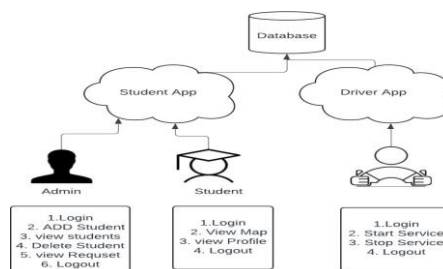 Database
Student App
Driver App
Admin
Student
1.Login
2. ADD Student
3. view students
4. Delete Student
5. view Requset
6. Logout
1.Login
2. View Map
3. view Profile
4. Logout
1.Login
2. Start Service
3. Stop Service
4. Logout